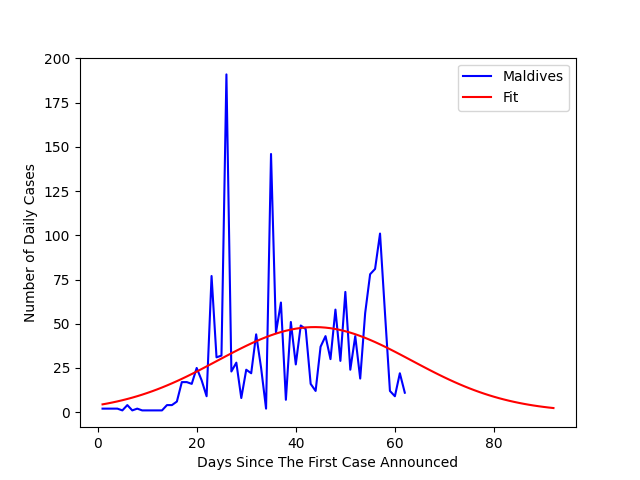 200
175
150
125
100
75
50
25
0
Number of Daily Cases
Maldives
Fit
0 20 40 60 80
Days Since The First Case Announced